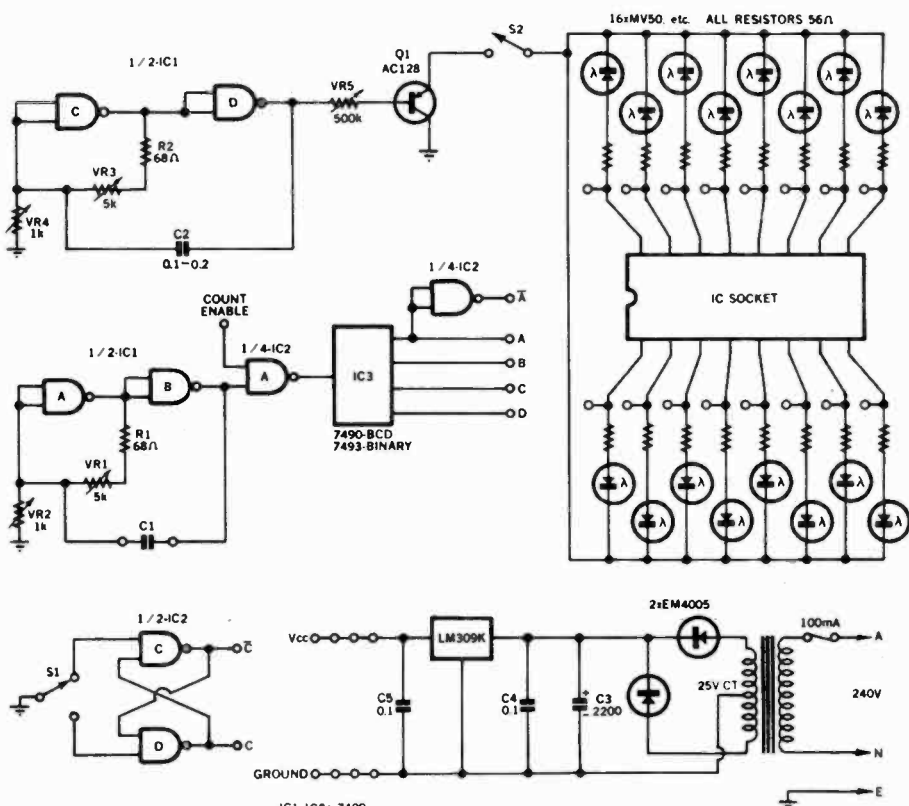 16xMV50, etc. ALL RESISTORS 56Ω
S2
Q1
AC128
1/2-IC1
VR5
500k
C
D
R2
68Ω
VR3
5k
VR4
1k
C2
0.1-0.2
λ λ λ λ
λ λ λ λ
IC SOCKET
λ λ λ λ
λ λ λ λ
1/4-IC2
A̅
COUNT
ENABLE
1/4-IC2
A
B
C
D
1/2-IC1
A
B
A
IC3
7490-BCD
7493-BINARY
R1
68Ω
VR1
5k
VR2
1k
C1
1/2-IC2
C
C̅
S1
D
C
2xEM4005
100mA
A
Vcc
LM309K
25V CT
240V
C5
0.1
C4
0.1
C3
2200
+
−
N
GROUND
E